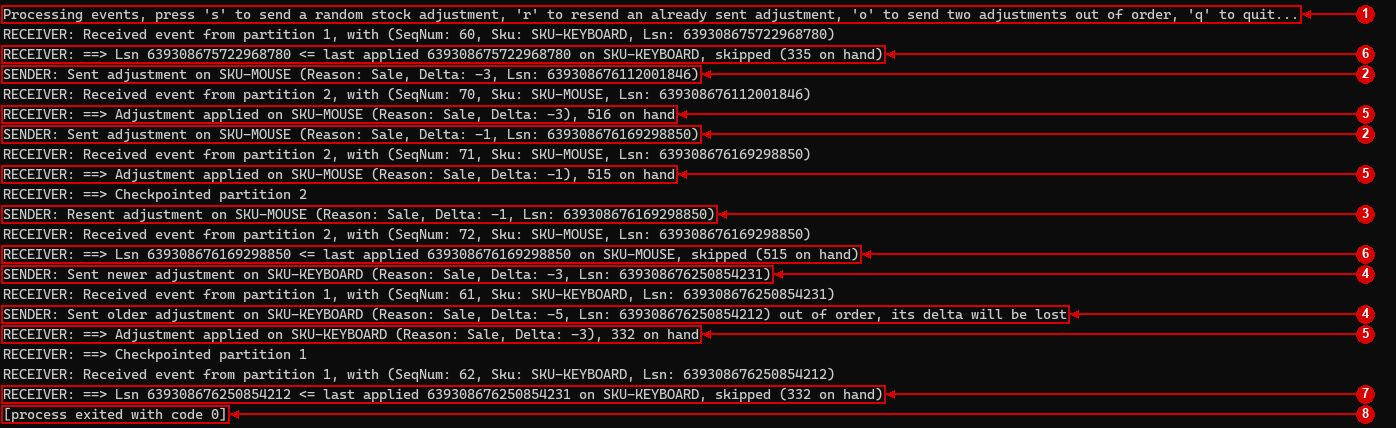 Processing events, press 's' to send a random stock adjustment, 'r' to resend an already sent adjustment, 'o' to send two adjustments out of order, 'q' to quit... 1
RECEIVER: Received event from partition 1, with (SeqNum: 60, Sku: SKU-KEYBOARD, Lsn: 639308675722968780)
RECEIVER: ==> Lsn 639308675722968780 <= last applied 639308675722968780 on SKU-KEYBOARD, skipped (335 on hand) 6
SENDER: Sent adjustment on SKU-MOUSE (Reason: Sale, Delta: -3, Lsn: 639308676112001846) 2
RECEIVER: Received event from partition 2, with (SeqNum: 70, Sku: SKU-MOUSE, Lsn: 639308676112001846)
RECEIVER: ==> Adjustment applied on SKU-MOUSE (Reason: Sale, Delta: -3), 516 on hand 5
SENDER: Sent adjustment on SKU-MOUSE (Reason: Sale, Delta: -1, Lsn: 639308676169298850) 2
RECEIVER: Received event from partition 2, with (SeqNum: 71, Sku: SKU-MOUSE, Lsn: 639308676169298850)
RECEIVER: ==> Adjustment applied on SKU-MOUSE (Reason: Sale, Delta: -1), 515 on hand 5
RECEIVER: ==> Checkpointed partition 2
SENDER: Resent adjustment on SKU-MOUSE (Reason: Sale, Delta: -1, Lsn: 639308676169298850) 3
RECEIVER: Received event from partition 2, with (SeqNum: 72, Sku: SKU-MOUSE, Lsn: 639308676169298850)
RECEIVER: ==> Lsn 639308676169298850 <= last applied 639308676169298850 on SKU-MOUSE, skipped (515 on hand) 6
SENDER: Sent newer adjustment on SKU-KEYBOARD (Reason: Sale, Delta: -3, Lsn: 639308676250854231) 4
RECEIVER: Received event from partition 1, with (SeqNum: 61, Sku: SKU-KEYBOARD, Lsn: 639308676250854231)
SENDER: Sent older adjustment on SKU-KEYBOARD (Reason: Sale, Delta: -5, Lsn: 639308676250854212) out of order, its delta will be lost 4
RECEIVER: ==> Adjustment applied on SKU-KEYBOARD (Reason: Sale, Delta: -3), 332 on hand 5
RECEIVER: ==> Checkpointed partition 1
RECEIVER: Received event from partition 1, with (SeqNum: 62, Sku: SKU-KEYBOARD, Lsn: 639308676250854212)
RECEIVER: ==> Lsn 639308676250854212 <= last applied 639308676250854231 on SKU-KEYBOARD, skipped (332 on hand) 7
[process exited with code 0] 8